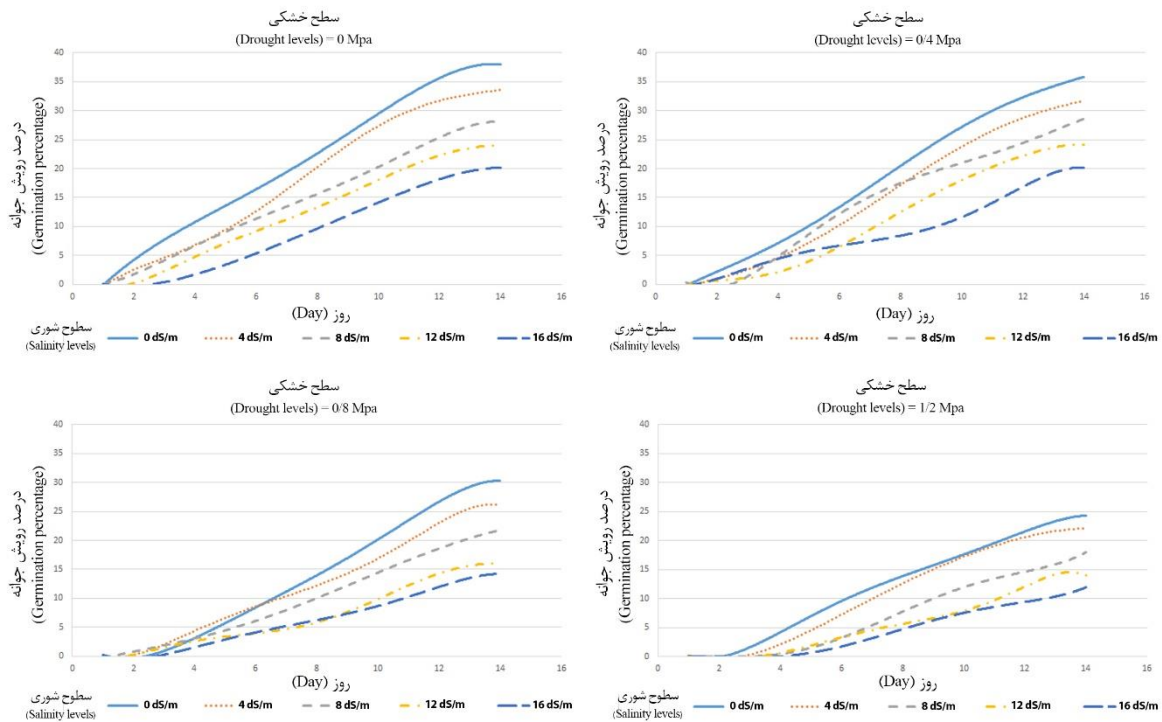 سطح خشکی
(Drought levels) = 0 Mpa
درصد رویش جوانه
(Germination percentage)
40
35
30
25
20
15
10
5
0
0 2 4 6 8 10 12 14 16
روز (Day)
سطوح شوری
(Salinity levels)
0 dS/m 4 dS/m 8 dS/m 12 dS/m 16 dS/m
سطح خشکی
(Drought levels) = 0/4 Mpa
درصد رویش جوانه
(Germination percentage)
40
35
30
25
20
15
10
5
0
0 2 4 6 8 10 12 14 16
روز (Day)
سطوح شوری
(Salinity levels)
0 dS/m 4 dS/m 8 dS/m 12 dS/m 16 dS/m
سطح خشکی
(Drought levels) = 0/8 Mpa
درصد رویش جوانه
(Germination percentage)
40
35
30
25
20
15
10
5
0
0 2 4 6 8 10 12 14 16
روز (Day)
سطوح شوری
(Salinity levels)
0 dS/m 4 dS/m 8 dS/m 12 dS/m 16 dS/m
سطح خشکی
(Drought levels) = 1/2 Mpa
درصد رویش جوانه
(Germination percentage)
40
35
30
25
20
15
10
5
0
0 2 4 6 8 10 12 14 16
روز (Day)
سطوح شوری
(Salinity levels)
0 dS/m 4 dS/m 8 dS/m 12 dS/m 16 dS/m